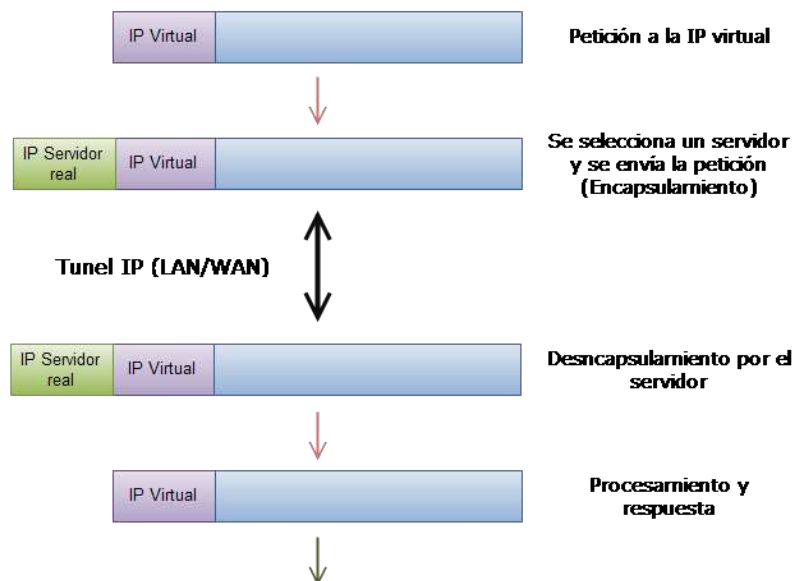 IP Virtual
Petición a la IP virtual
IP Servidor
real
IP Virtual
Se selecciona un servidor
y se envía la petición
(Encapsulamiento)
Tunel IP (LAN/WAN)
IP Servidor
real
IP Virtual
Desncapsulamiento por el
servidor
IP Virtual
Procesamiento y
respuesta